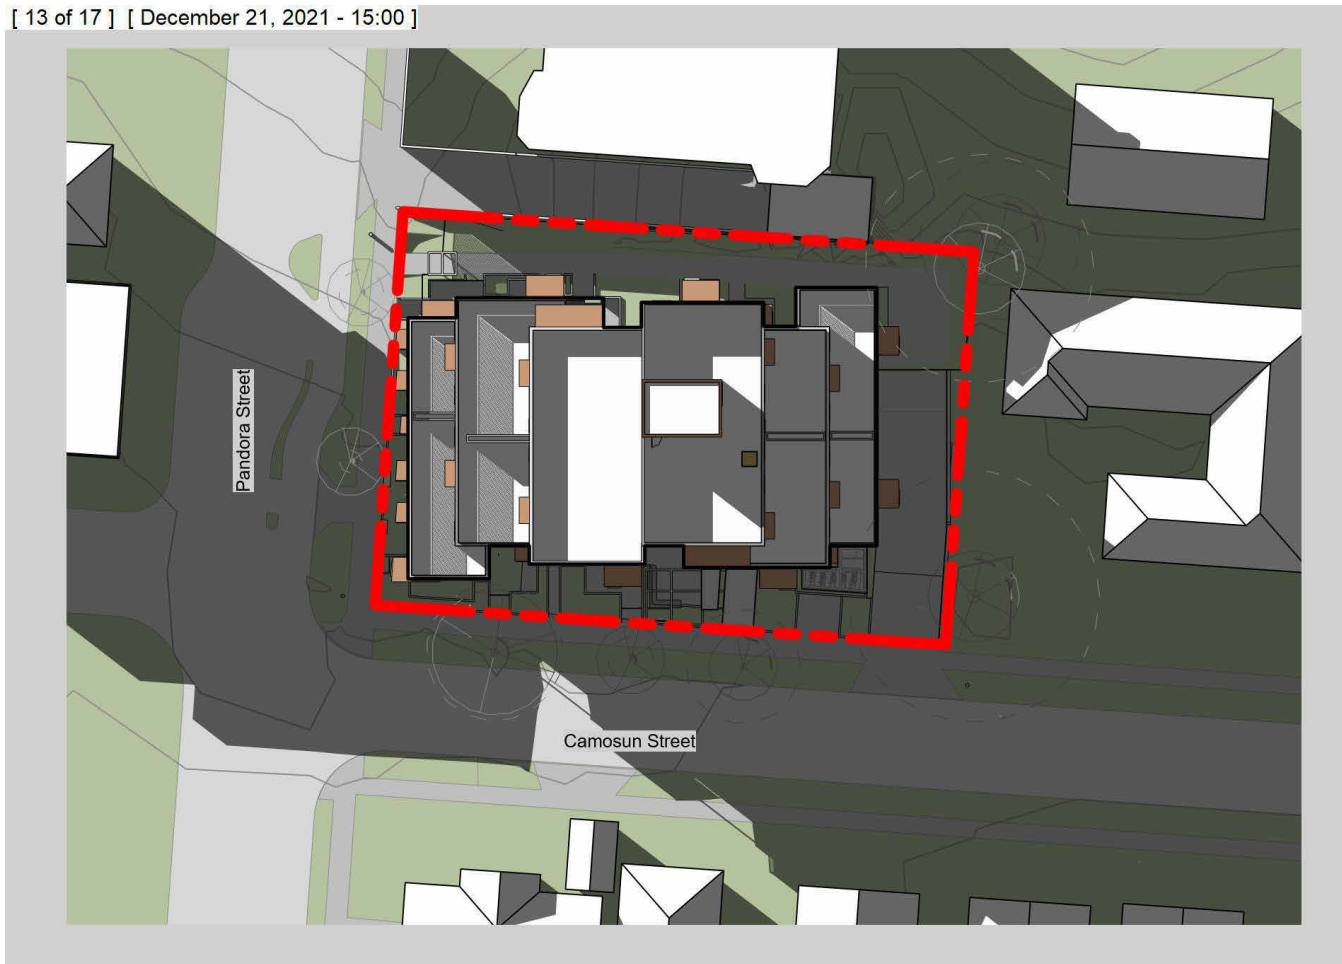 [ 13 of 17 ] [ December 21, 2021 - 15:00 ]
Pandora Street
Camosun Street